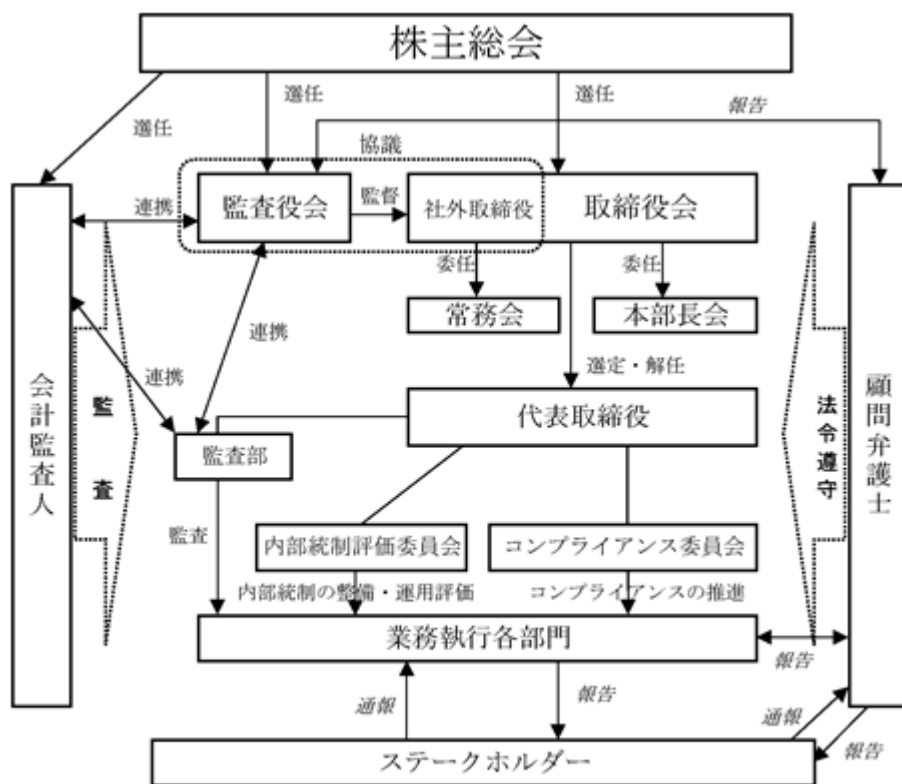 株主総会
選任
選任
選任
報告
協議
監査役会
監督
社外取締役
取締役会
連携
委任
委任
常務会
本部長会
連携
連携
選定・解任
会計監査人
監査
法令遵守
顧問弁護士
代表取締役
監査部
監査
内部統制評価委員会
コンプライアンス委員会
内部統制の整備・運用評価
コンプライアンスの推進
業務執行各部門
報告
通報
報告
通報
報告
ステークホルダー